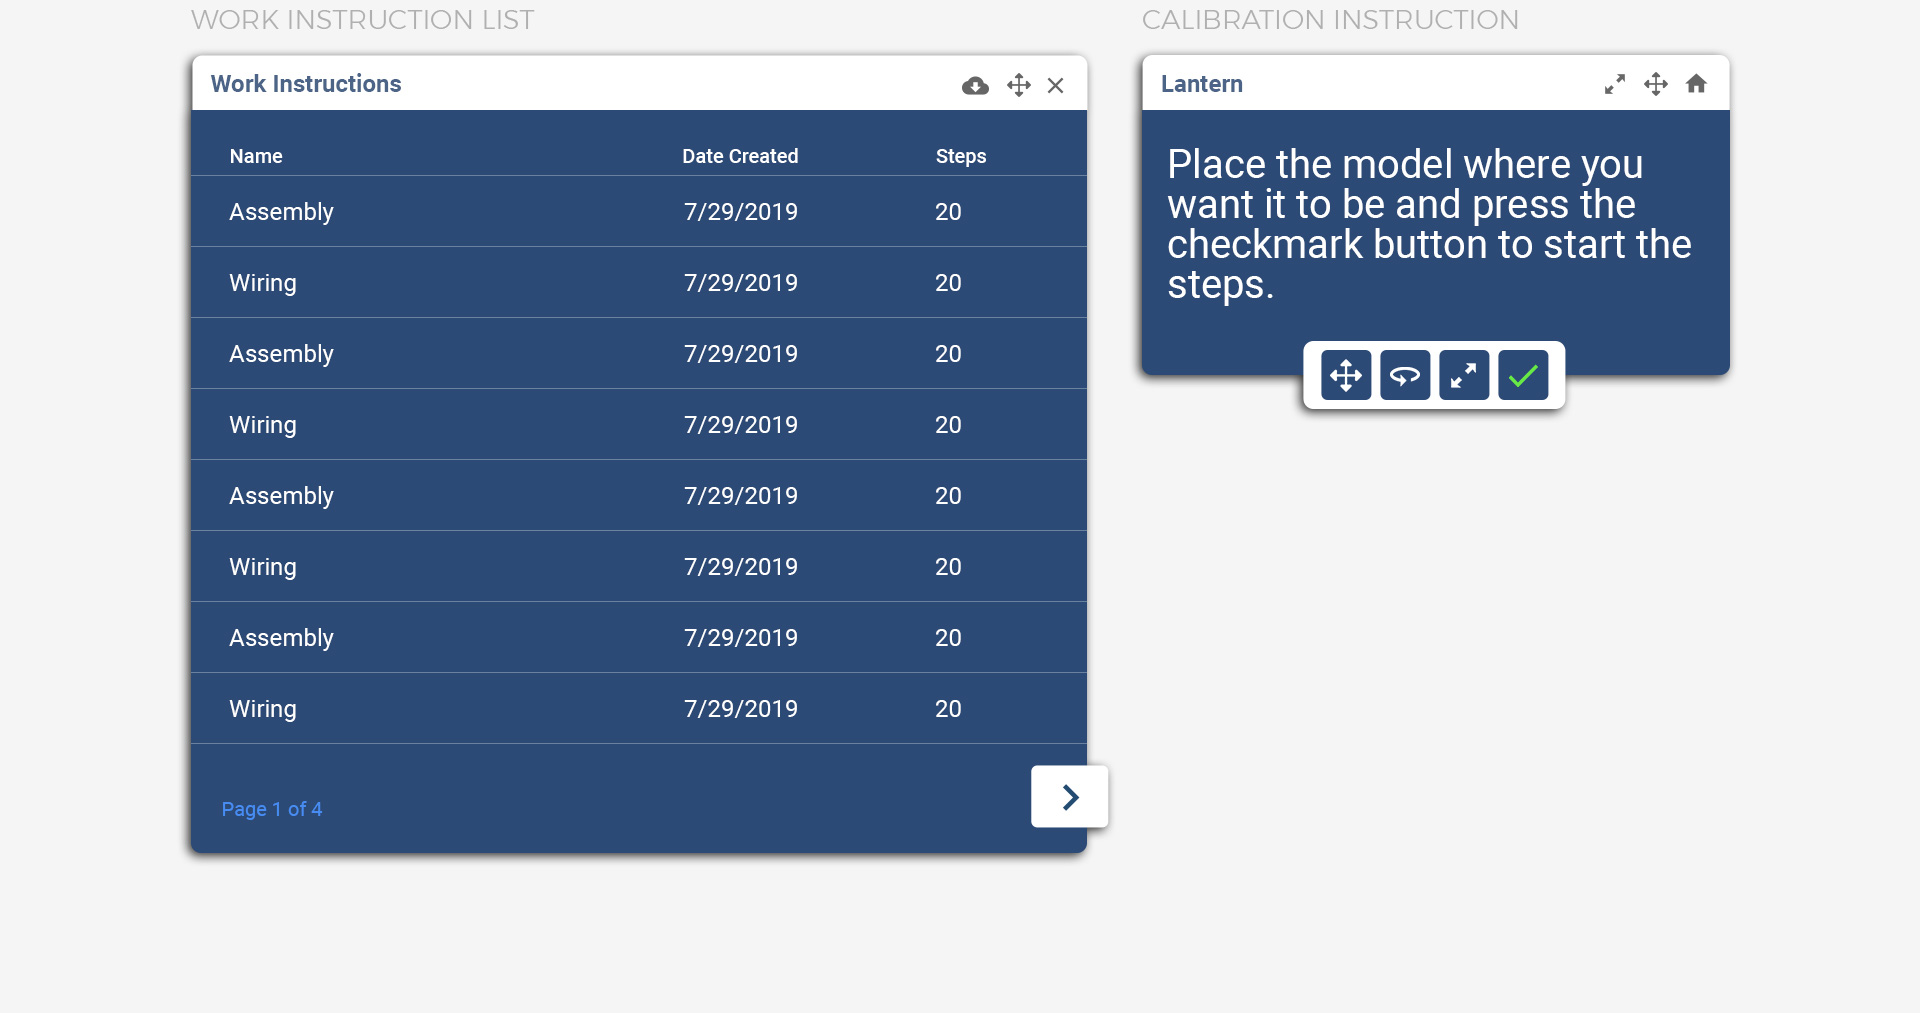 WORK INSTRUCTION LIST
Work Instructions
Name Date Created Steps
Assembly 7/29/2019 20
Wiring 7/29/2019 20
Assembly 7/29/2019 20
Wiring 7/29/2019 20
Assembly 7/29/2019 20
Wiring 7/29/2019 20
Assembly 7/29/2019 20
Wiring 7/29/2019 20
Page 1 of 4
CALIBRATION INSTRUCTION
Lantern
Place the model where you
want it to be and press the
checkmark button to start the
steps.